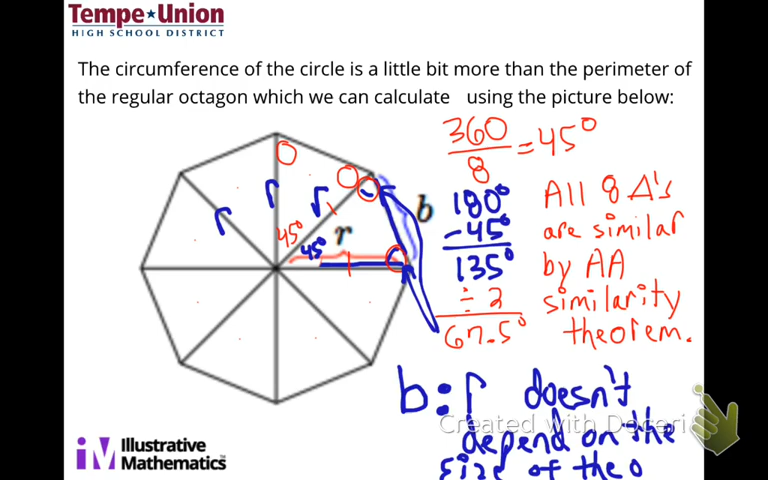 Tempe★Union
HIGH SCHOOL DISTRICT
The circumference of the circle is a little bit more than the perimeter of
the regular octagon which we can calculate using the picture below:
360
8
=45°
180°
-45°
135°
÷ 2
67.5°
All 8 Δ's
are similar
by AA
similarity
theorem.
r
r
r
45°
45°
r
b
b:r doesn't
depend on the
size of the
Created with Doceri
Illustrative
Mathematics